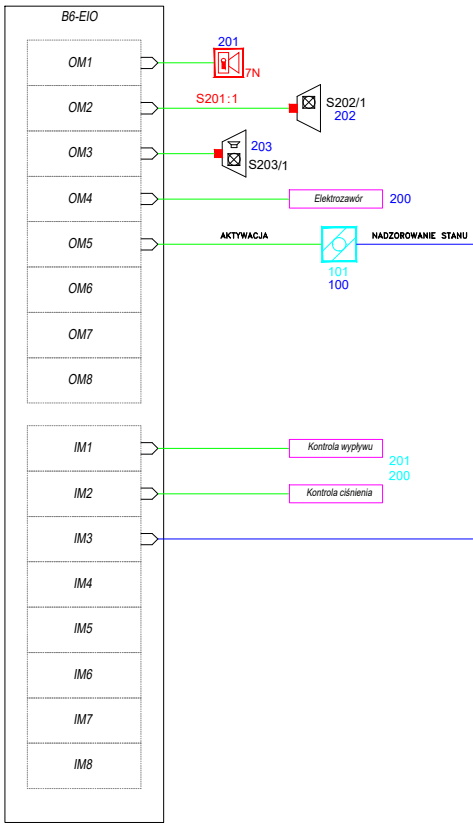 B6-EIO
201
OM1
7N
OM2
S201:1
S202/1
202
OM3
203
S203/1
OM4
Elektrozawór
200
OM5
AKTYWACJA
NADZOROWANIE STANU
101
100
OM6
OM7
OM8
IM1
Kontrola wypływu
201
200
IM2
Kontrola ciśnienia
IM3
IM4
IM5
IM6
IM7
IM8